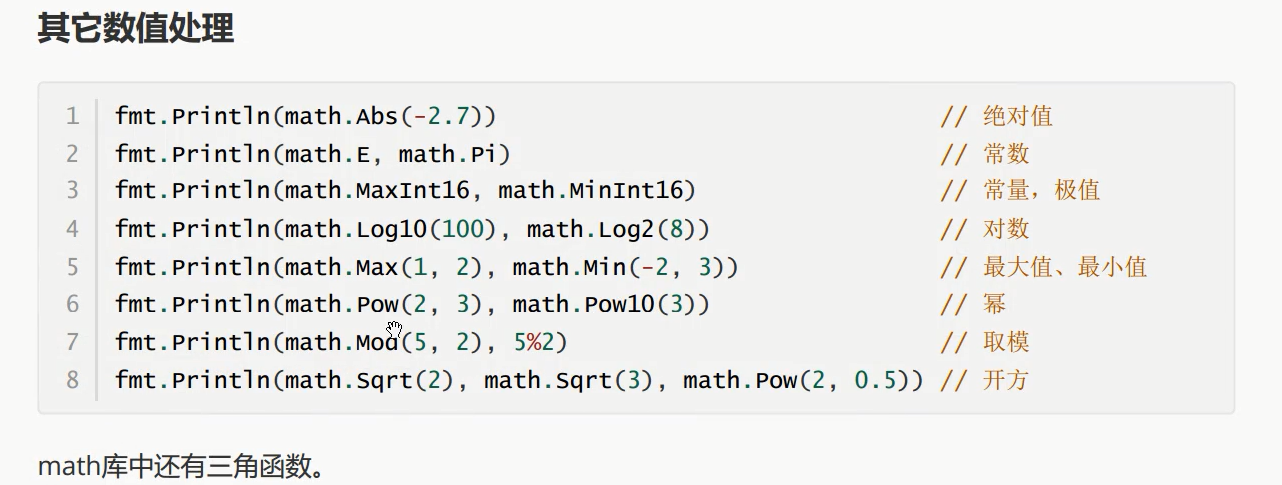 其它数值处理
1 fmt.Println(math.Abs(-2.7)) // 绝对值
2 fmt.Println(math.E, math.Pi) // 常数
3 fmt.Println(math.MaxInt16, math.MinInt16) // 常量，极值
4 fmt.Println(math.Log10(100), math.Log2(8)) // 对数
5 fmt.Println(math.Max(1, 2), math.Min(-2, 3)) // 最大值、最小值
6 fmt.Println(math.Pow(2, 3), math.Pow10(3)) // 幂
7 fmt.Println(math.Mod(5, 2), 5%2) // 取模
8 fmt.Println(math.Sqrt(2), math.Sqrt(3), math.Pow(2, 0.5)) // 开方
math库中还有三角函数。